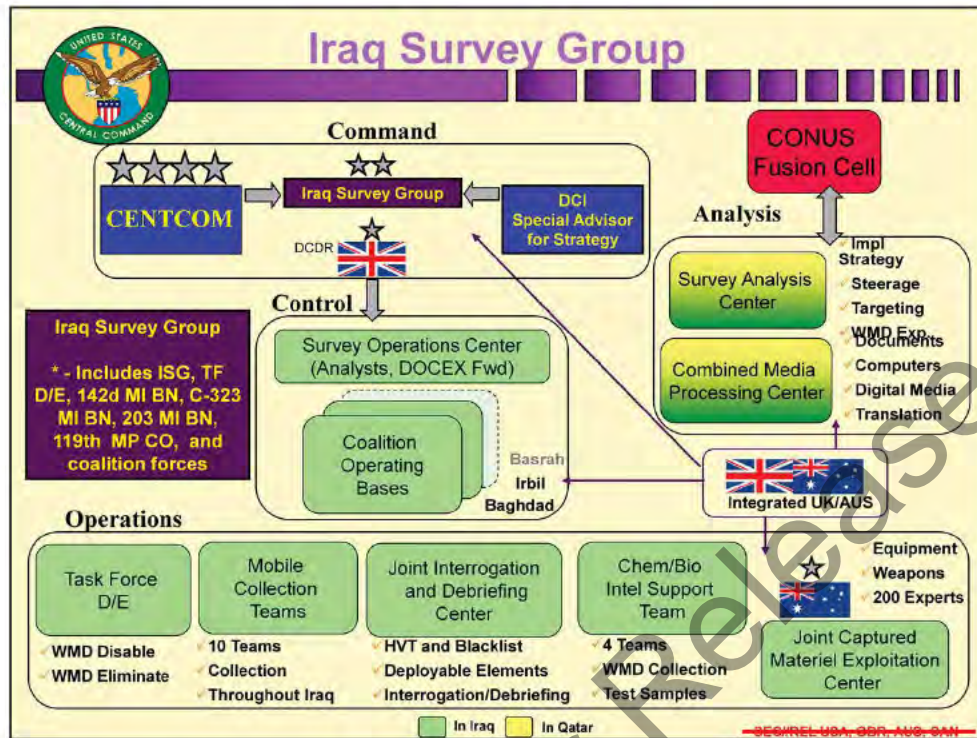 Iraq Survey Group
UNITED STATES
CENTRAL COMMAND
Command
CENTCOM
Iraq Survey Group
DCI
Special Advisor
for Strategy
DCDR
CONUS
Fusion Cell
Analysis
Survey Analysis
Center
Impl
Strategy
Steerage
Targeting
WMD Exp.
Combined Media
Processing Center
Documents
Computers
Digital Media
Translation
Control
Survey Operations Center
(Analysts, DOCEX Fwd)
Coalition
Operating
Bases
Basrah
Irbil
Baghdad
Iraq Survey Group
* - Includes ISG, TF
D/E, 142d MI BN, C-323
MI BN, 203 MI BN,
119th MP CO, and
coalition forces
Integrated UK/AUS
Operations
Task Force
D/E
WMD Disable
WMD Eliminate
Mobile
Collection
Teams
10 Teams
Collection
Throughout Iraq
Joint Interrogation
and Debriefing
Center
HVT and Blacklist
Deployable Elements
Interrogation/Debriefing
Chem/Bio
Intel Support
Team
4 Teams
WMD Collection
Test Samples
Equipment
Weapons
200 Experts
Joint Captured
Materiel Exploitation
Center
In Iraq
In Qatar
Release